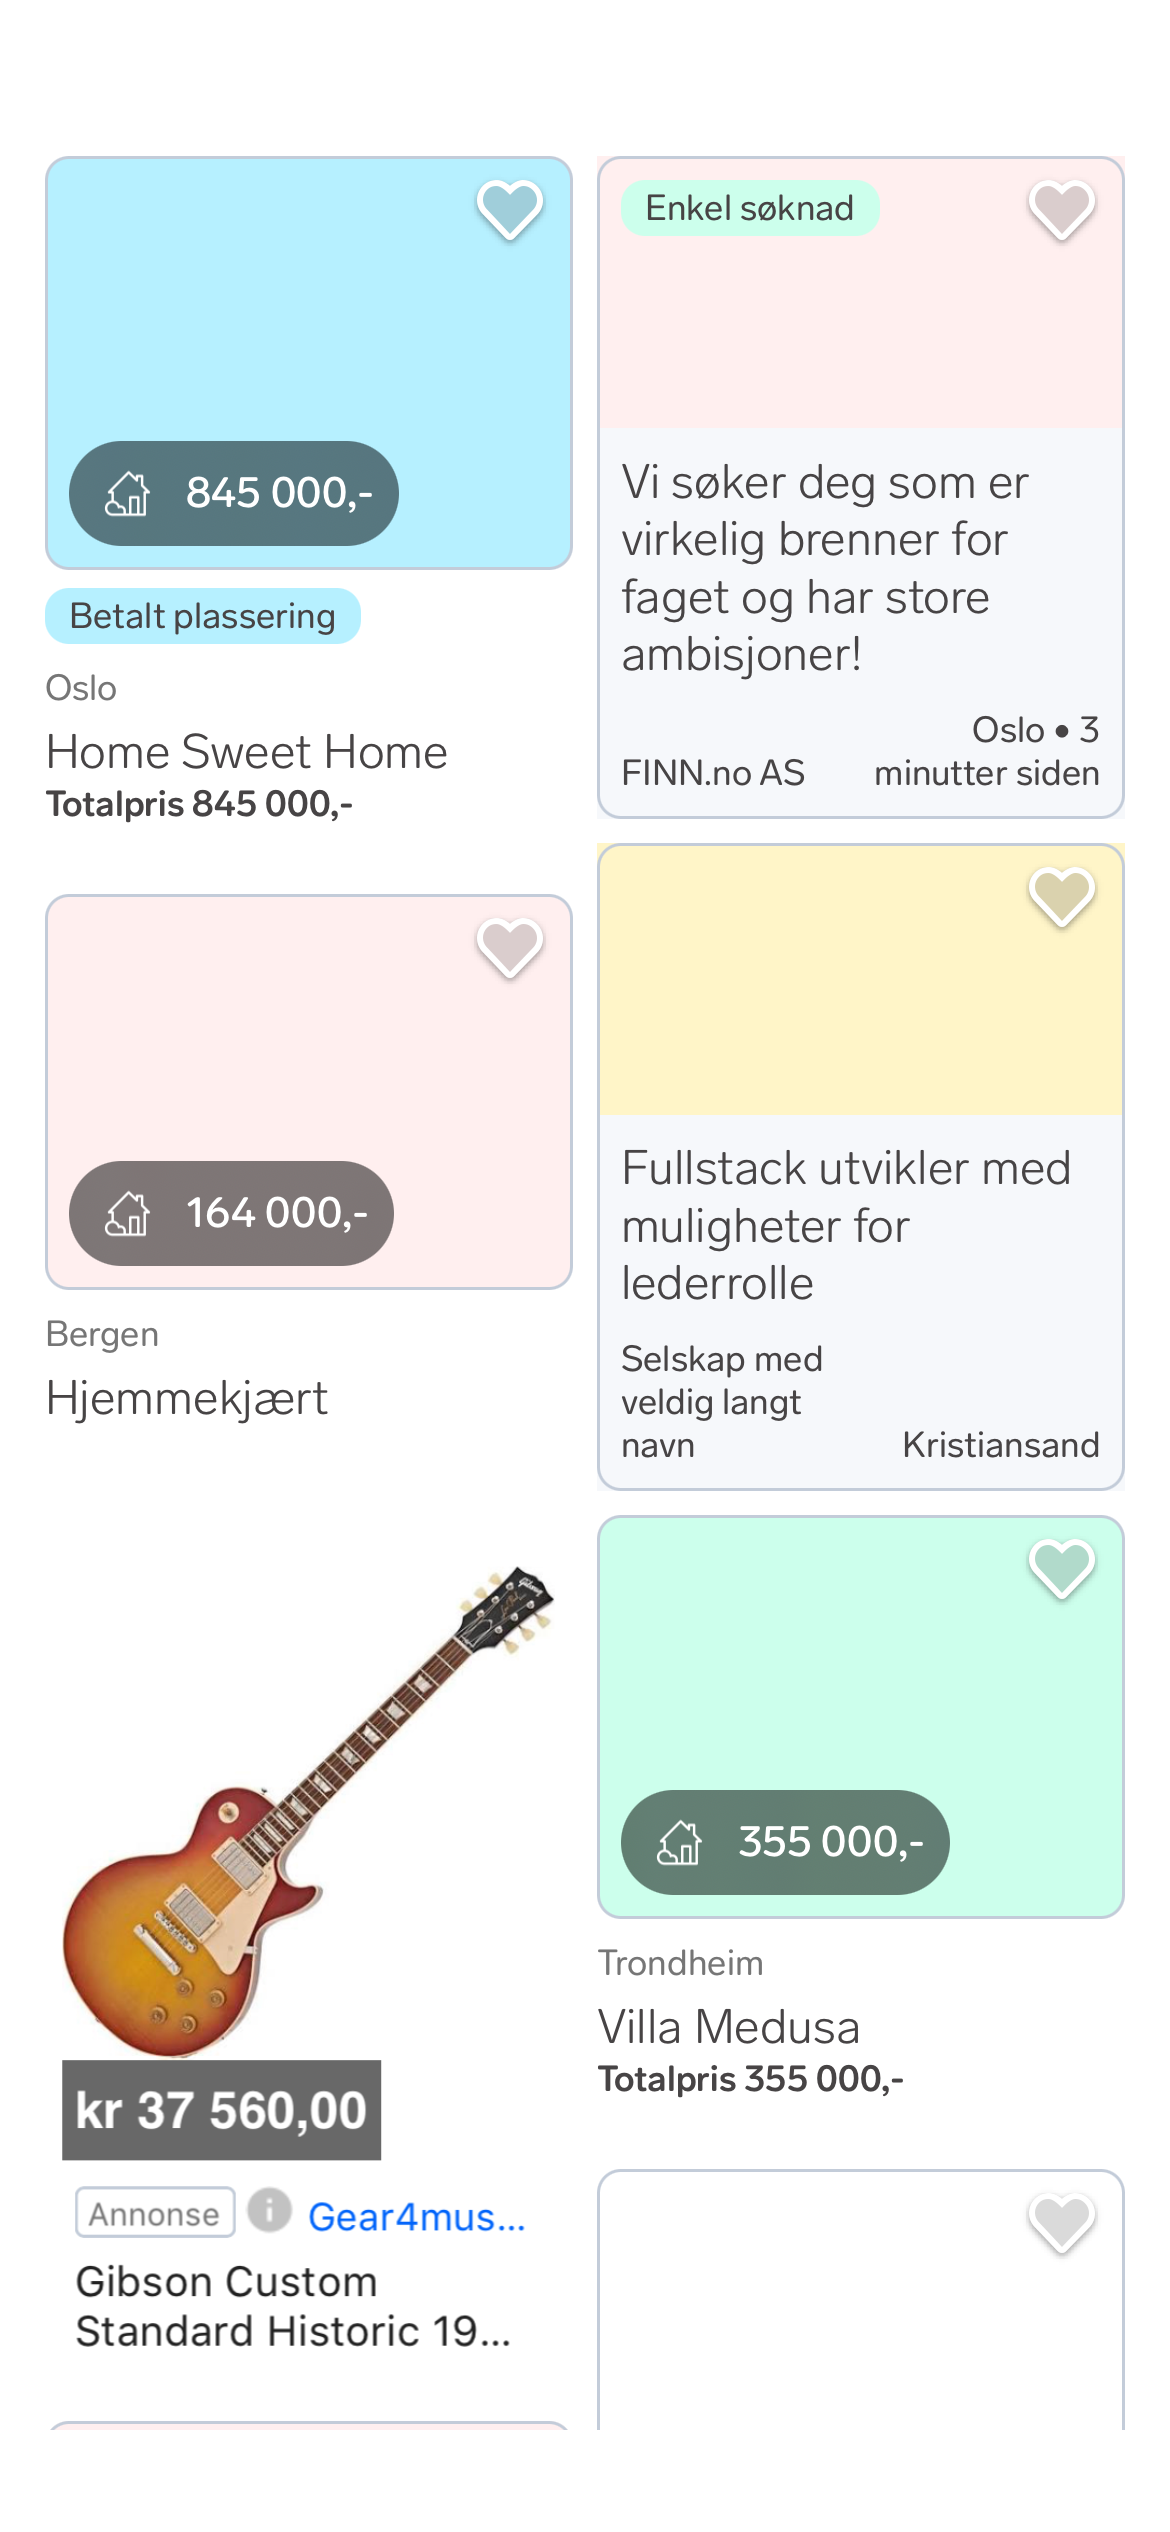 845 000,-
Betalt plassering
Oslo
Home Sweet Home
Totalpris 845 000,-
164 000,-
Bergen
Hjemmekjært
Gibson
kr 37 560,00
Annonse i Gear4mus...
Gibson Custom
Standard Historic 19...
Enkel søknad
Vi søker deg som er
virkelig brenner for
faget og har store
ambisjoner!
FINN.no AS
Oslo • 3
minutter siden
Fullstack utvikler med
muligheter for
lederrolle
Selskap med
veldig langt
navn
Kristiansand
355 000,-
Trondheim
Villa Medusa
Totalpris 355 000,-